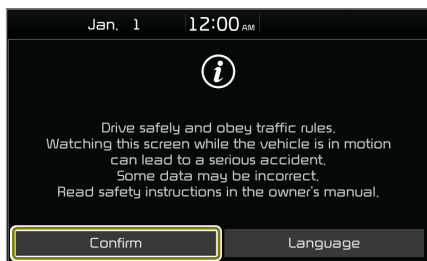 Jan. 1 12:00 AM
i
Drive safely and obey traffic rules.
Watching this screen while the vehicle is in motion
can lead to a serious accident.
Some data may be incorrect.
Read safety instructions in the owner's manual.
Confirm Language